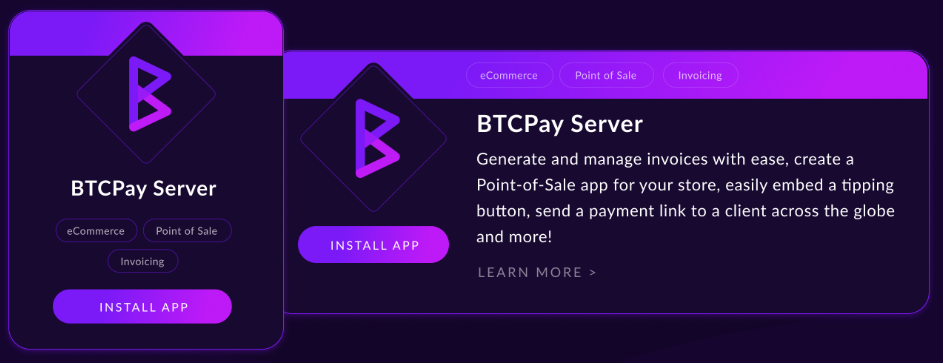 BTCPay Server
eCommerce
Point of Sale
Invoicing
INSTALL APP
eCommerce
Point of Sale
Invoicing
BTCPay Server
Generate and manage invoices with ease, create a
Point-of-Sale app for your store, easily embed a tipping
button, send a payment link to a client across the globe
and more!
INSTALL APP
LEARN MORE >